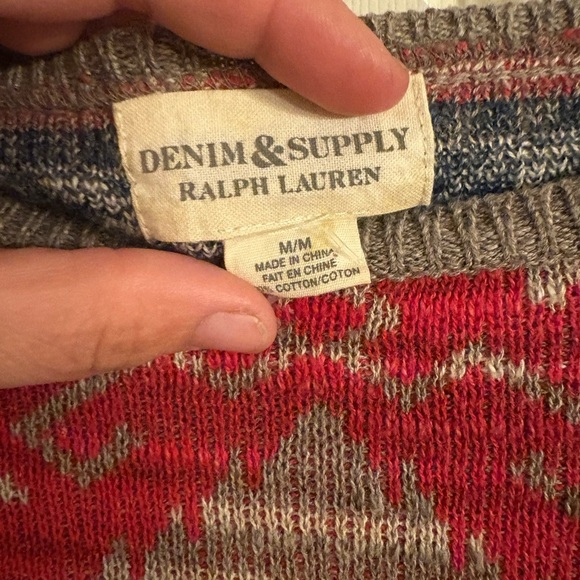 DENIM & SUPPLY
RALPH LAUREN
M/M
MADE IN CHINA
FAIT EN CHINE
% COTTON/COTON